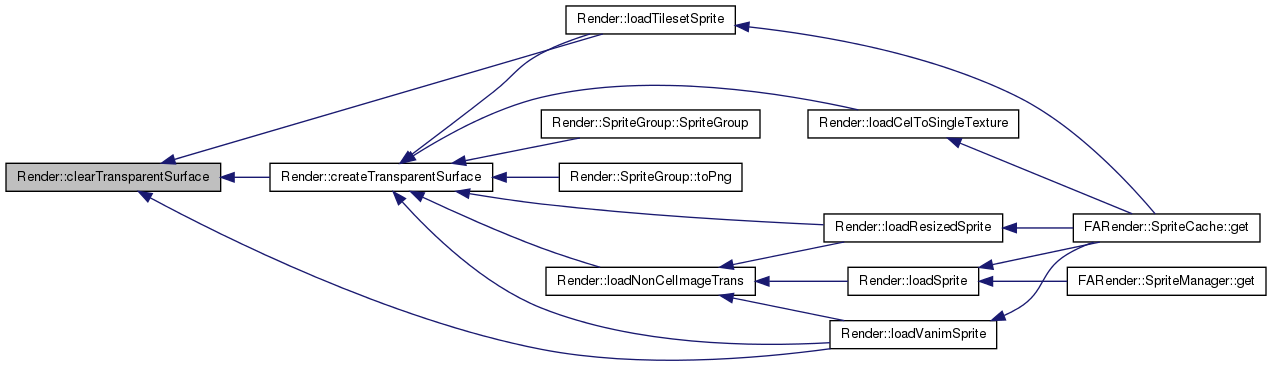 Render::loadTilesetSprite
Render::loadCelToSingleTexture
Render::SpriteGroup::SpriteGroup
Render::clearTransparentSurface
Render::createTransparentSurface
Render::SpriteGroup::toPng
Render::loadResizedSprite
FARender::SpriteCache::get
Render::loadNonCelImageTrans
Render::loadSprite
FARender::SpriteManager::get
Render::loadVanimSprite